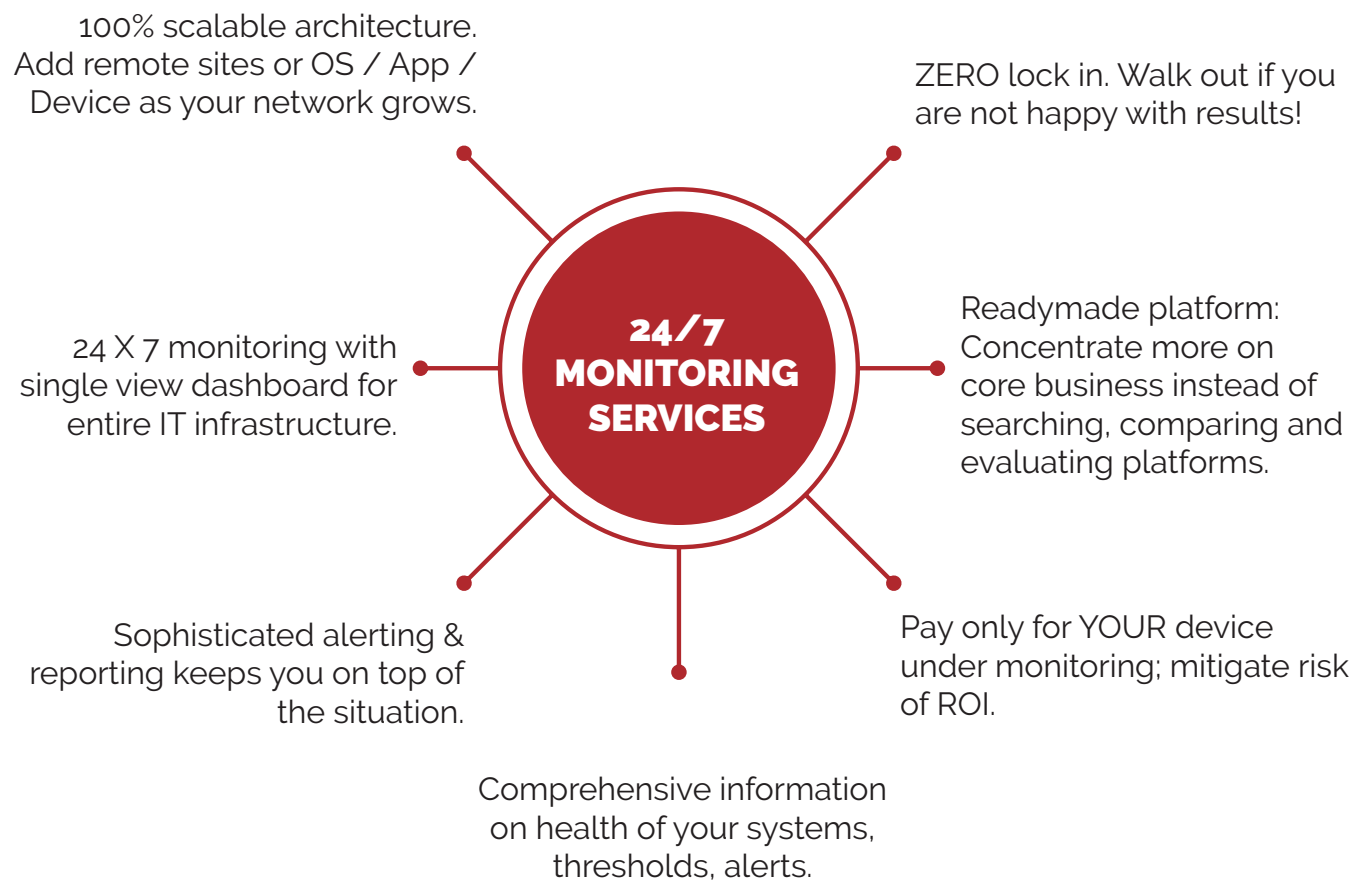 100% scalable architecture.
Add remote sites or OS / App /
Device as your network grows.
ZERO lock in. Walk out if you
are not happy with results!
24/7
MONITORING
SERVICES
24 X 7 monitoring with
single view dashboard for
entire IT infrastructure.
Readymade platform:
Concentrate more on
core business instead of
searching, comparing and
evaluating platforms.
Sophisticated alerting &
reporting keeps you on top of
the situation.
Pay only for YOUR device
under monitoring; mitigate risk
of ROI.
Comprehensive information
on health of your systems,
thresholds, alerts.